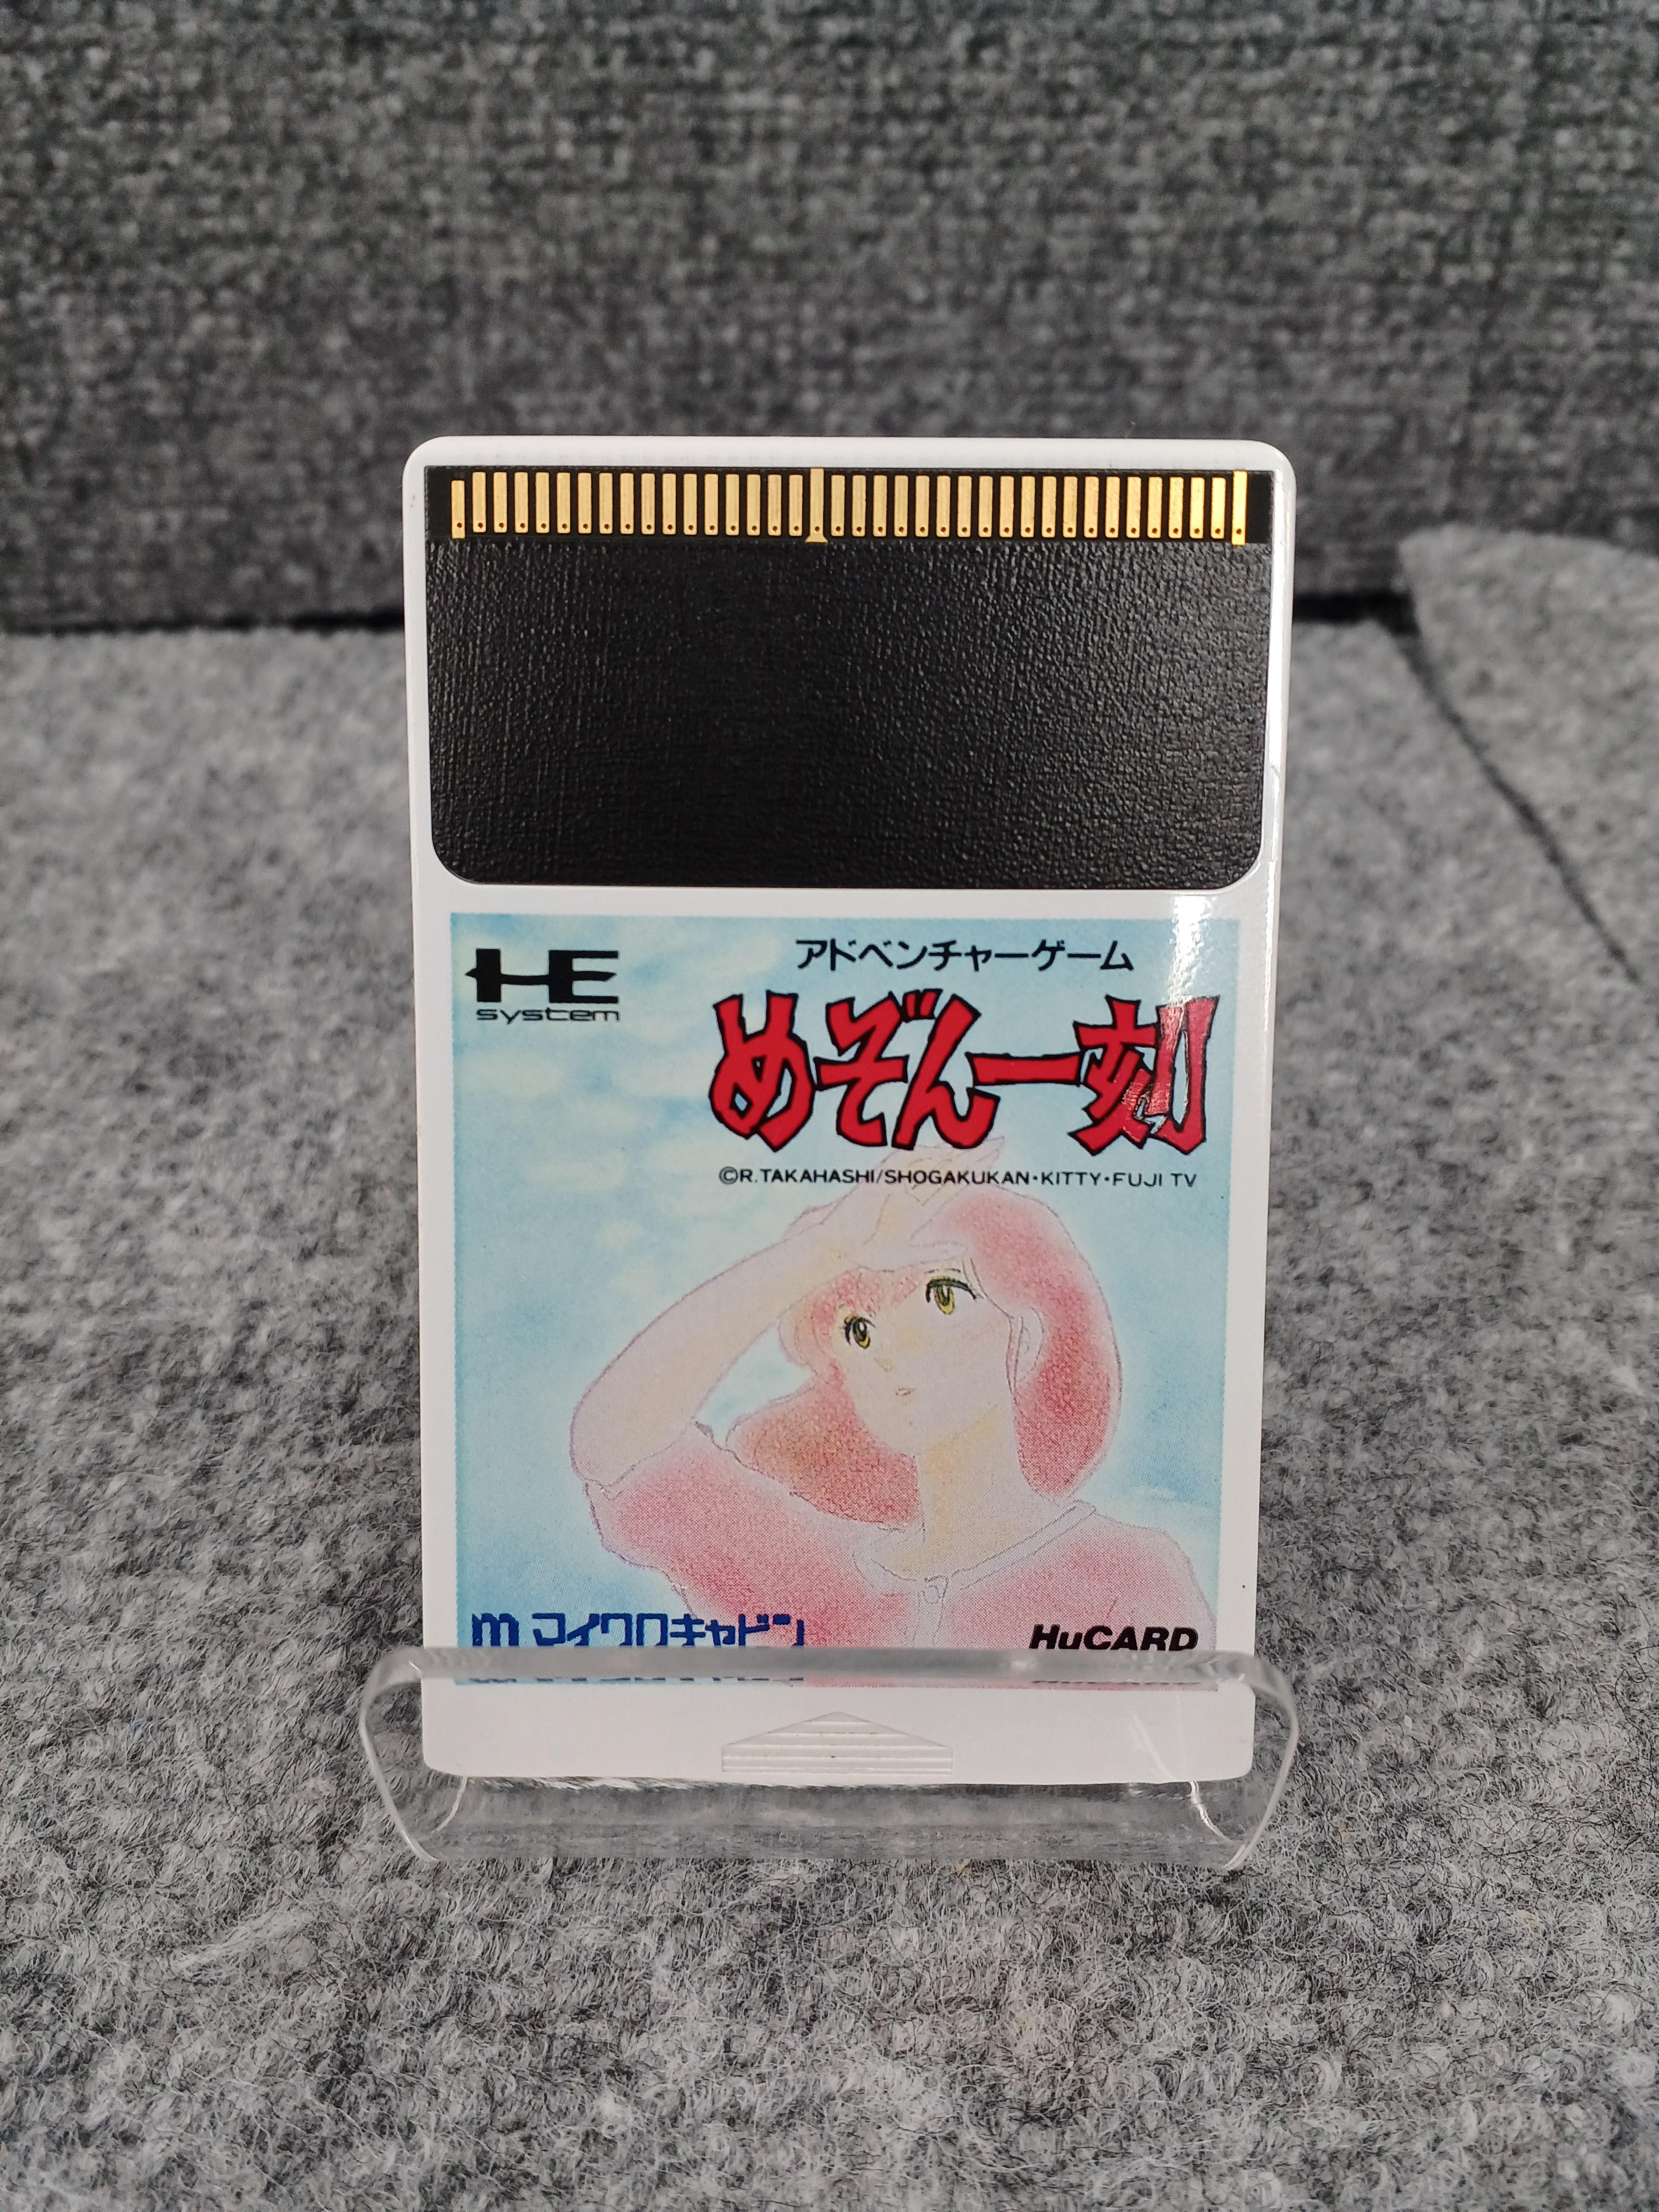 HE
system
アドベンチャーゲーム
めぞん一刻
©R.TAKAHASHI/SHOGAKUKAN・KITTY・FUJI TV
m マイクロキャビン
HuCARD